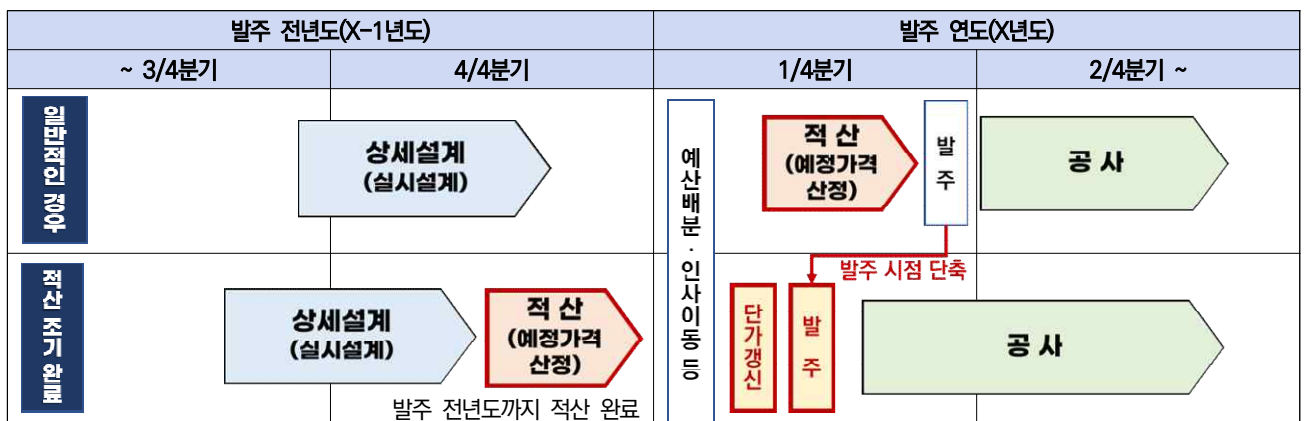 발주 전년도(X-1년도)
발주 연도(X년도)
~ 3/4분기
4/4분기
1/4분기
2/4분기 ~
일반적인 경우
상세설계
(실시설계)
예산배분·인사이동 등
적 산
(예정가격
산정)
발 주
공 사
발주 시점 단축
적산 조기 완료
상세설계
(실시설계)
적 산
(예정가격
산정)
발주 전년도까지 적산 완료
단가갱신
발 주
공 사